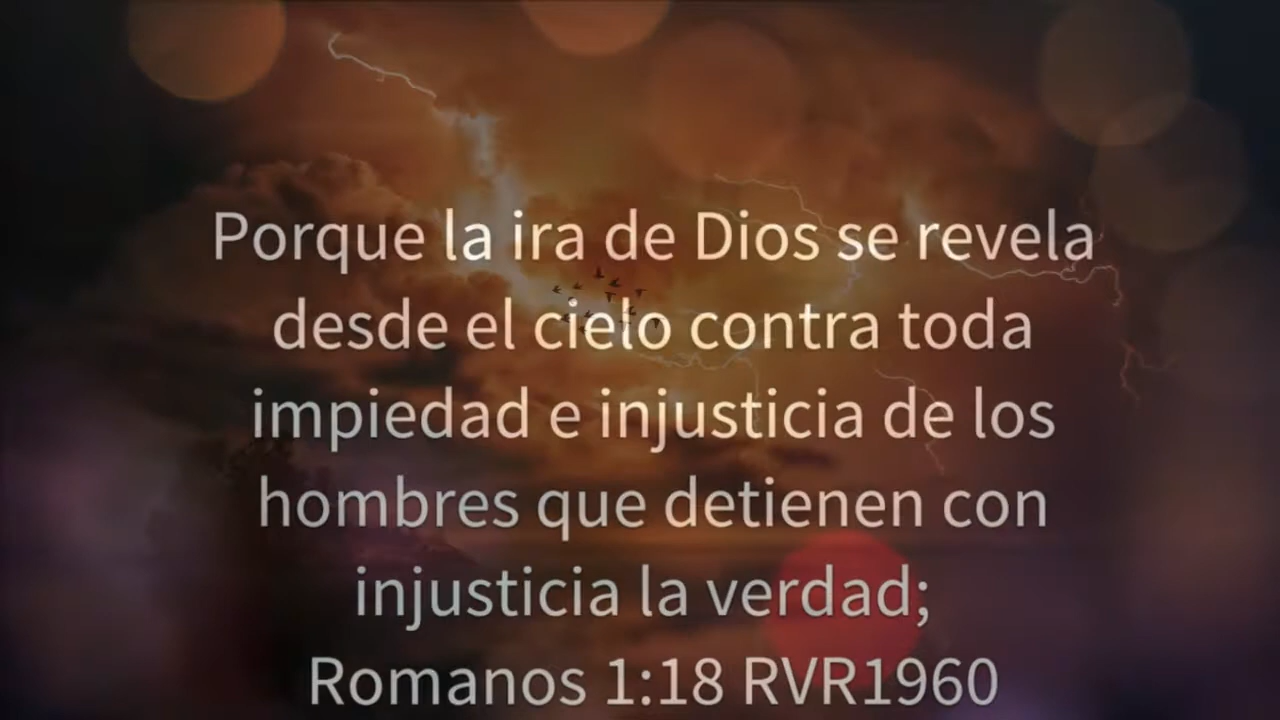 Porque la ira de Dios se revela
desde el cielo contra toda
impiedad e injusticia de los
hombres que detienen con
injusticia la verdad;
Romanos 1:18 RVR1960